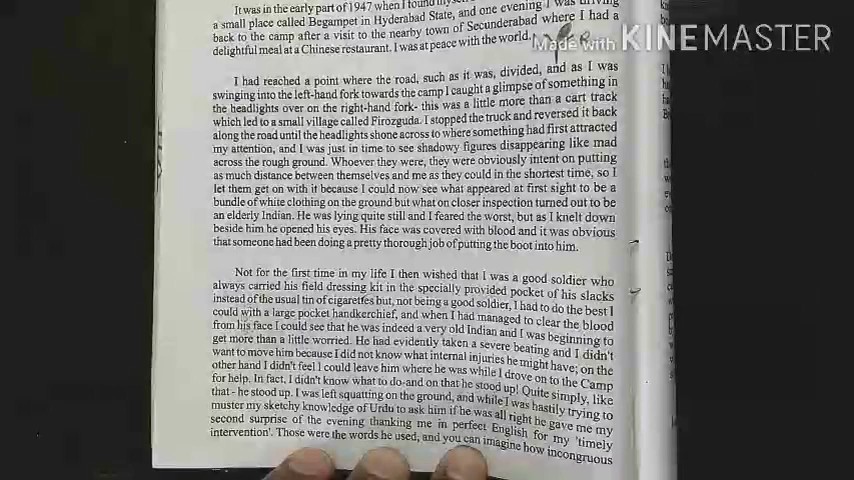 It was in the early part of 1947 when I found myself
a small place called Begampet in Hyderabad State, and one evening I was driving
back to the camp after a visit to the nearby town of Secunderabad where I had a
delightful meal at a Chinese restaurant. I was at peace with the world.
Made with KINEMASTER
I had reached a point where the road, such as it was, divided, and as I was
swinging into the left-hand fork towards the camp I caught a glimpse of something in
the headlights over on the right-hand fork- this was a little more than a cart track
which led to a small village called Firozguda. I stopped the truck and reversed it back
along the road until the headlights shone across to where something had first attracted
my attention, and I was just in time to see shadowy figures disappearing like mad
across the rough ground. Whoever they were, they were obviously intent on putting
as much distance between themselves and me as they could in the shortest time, so I
let them get on with it because I could now see what appeared at first sight to be a
bundle of white clothing on the ground but what on closer inspection turned out to be
an elderly Indian. He was lying quite still and I feared the worst, but as I knelt down
beside him he opened his eyes. His face was covered with blood and it was obvious
that someone had been doing a pretty thorough job of putting the boot into him.
Not for the first time in my life I then wished that I was a good soldier who
always carried his field dressing kit in the specially provided pocket of his slacks
instead of the usual tin of cigarettes but, not being a good soldier, I had to do the best I
could with a large pocket handkerchief, and when I had managed to clear the blood
from his face I could see that he was indeed a very old Indian and I was beginning to
get more than a little worried. He had evidently taken a severe beating and I didn't
want to move him because I did not know what internal injuries he might have; on the
other hand I didn't feel I could leave him where he was while I drove on to the Camp
for help. In fact, I didn't know what to do-and on that he stood up! Quite simply, like
that - he stood up. I was left squatting on the ground, and while I was hastily trying to
muster my sketchy knowledge of Urdu to ask him if he was all right he gave me my
second surprise of the evening thanking me in perfect English for my 'timely
intervention'. Those were the words he used, and you can imagine how incongruous